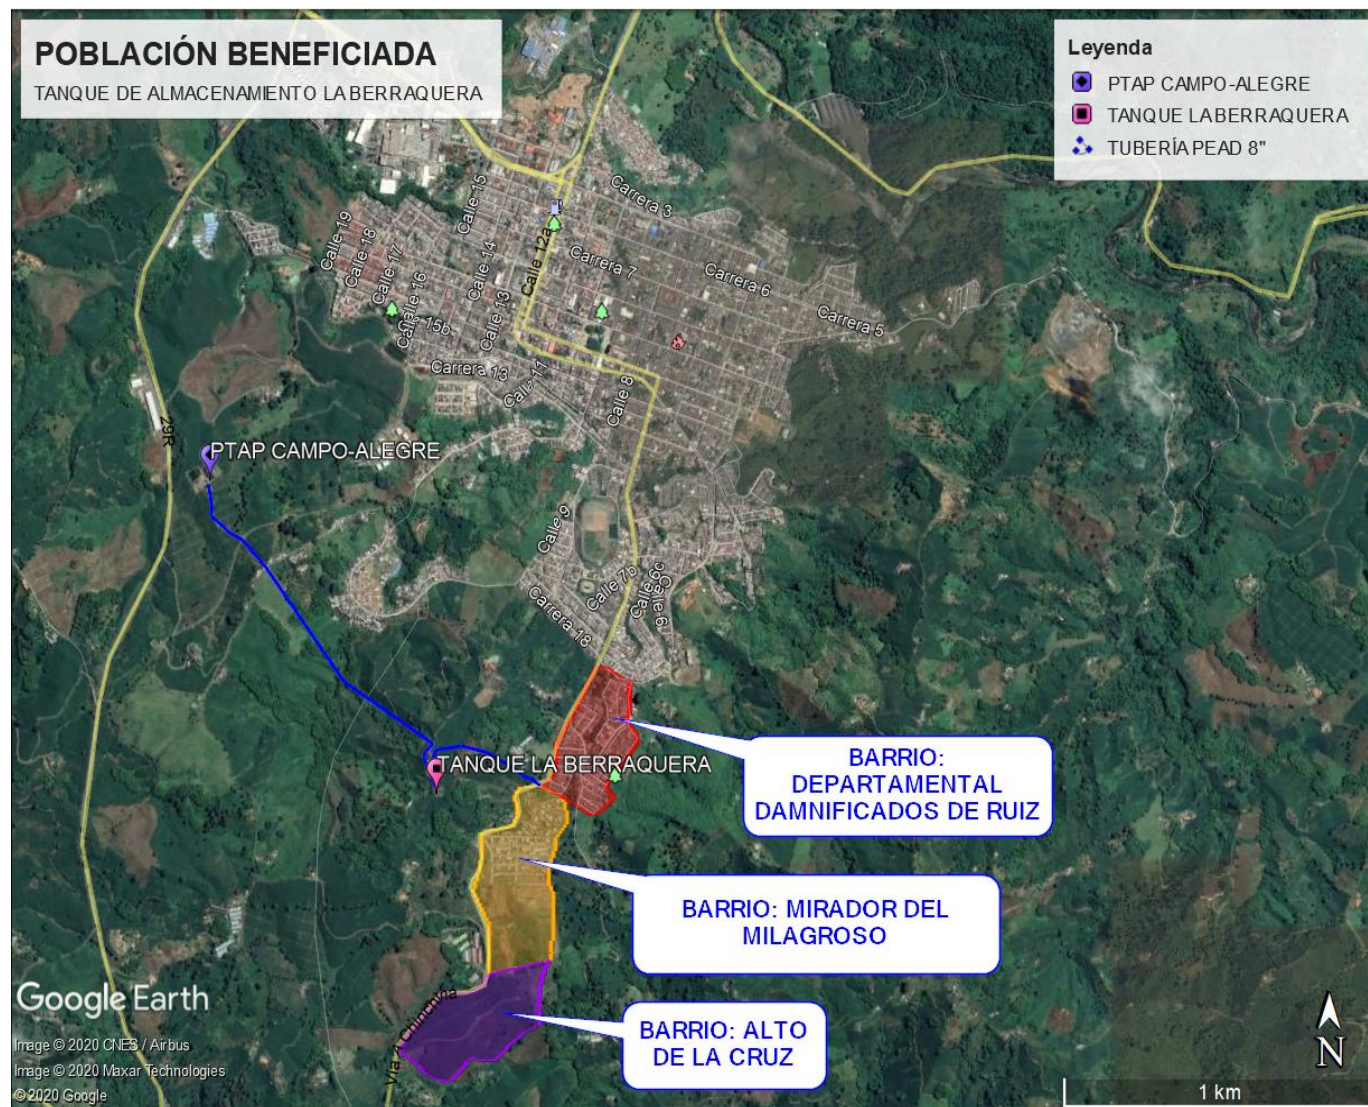 POBLACIÓN BENEFICIADA
TANQUE DE ALMACENAMIENTO LA BERRAQUERA
Leyenda
PTAP CAMPO-ALEGRE
TANQUE LA BERRAQUERA
TUBERÍA PEAD 8"
Carrera 3
Calle 15
Calle 19
Calle 18
Calle 17
Calle 16
Calle 14
Calle 13
Calle 12a
Carrera 7
Carrera 6
Carrera 5
15b
Carrera 13
Calle 11
Calle 8
29R
PTAP CAMPO-ALEGRE
Calle 9
Calle 7b
Calle 6c
Calle 6
Carrera 18
TANQUE LA BERRAQUERA
BARRIO:
DEPARTAMENTAL
DAMNIFICADOS DE RUIZ
BARRIO: MIRADOR DEL
MILAGROSO
BARRIO: ALTO
DE LA CRUZ
Vía A Chinchiná
Google Earth
Image © 2020 CNES / Airbus
Image © 2020 Maxar Technologies
© 2020 Google
N
1 km